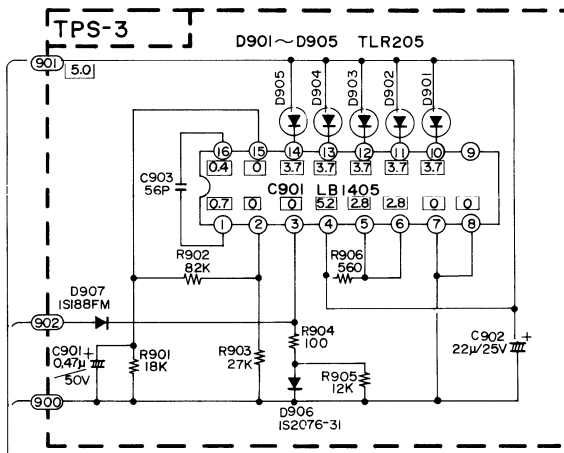 TPS-3
D901~D905 TLR205
901
5.0
D905 D904 D903 D902 D901
16 15 14 13 12 11 10 9
0.4 0 3.7 3.7 3.7 3.7 3.7
C903
56P
C901 LB1405
0.7 0 0 5.2 2.8 2.8 0 0
1 2 3 4 5 6 7 8
R902
82K
R906
560
D907
1S188FM
902
R904
100
C901 +
0.47µ
50V
R901
18K
R903
27K
R905
12K
C902 +
22µ/25V
900
D906
1S2076-31